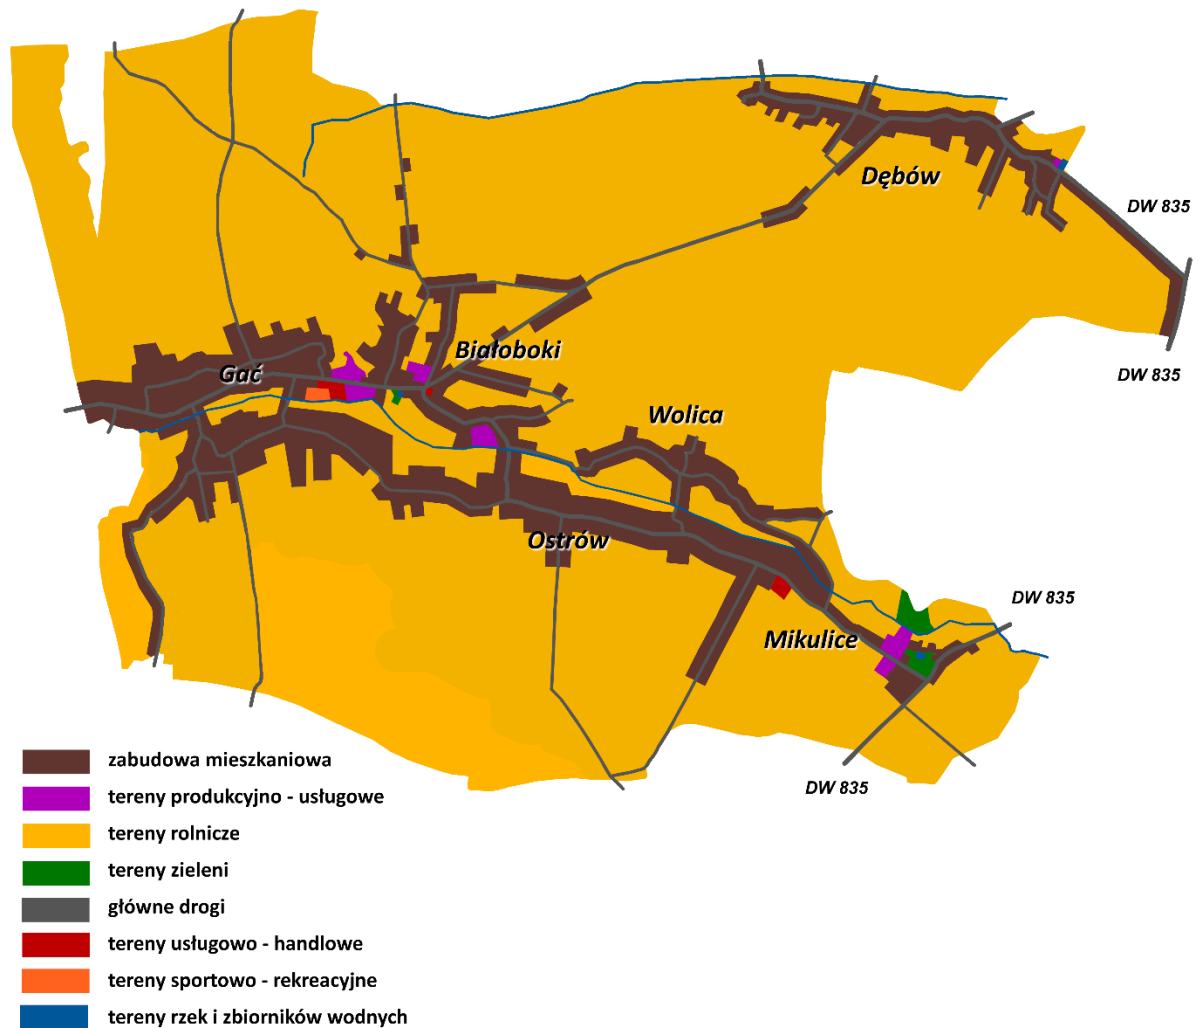 Dębów
DW 835
DW 835
Białoboki
Gać
Wolica
Ostrów
DW 835
Mikulice
DW 835
zabudowa mieszkaniowa
tereny produkcyjno - usługowe
tereny rolnicze
tereny zieleni
główne drogi
tereny usługowo - handlowe
tereny sportowo - rekreacyjne
tereny rzek i zbiorników wodnych